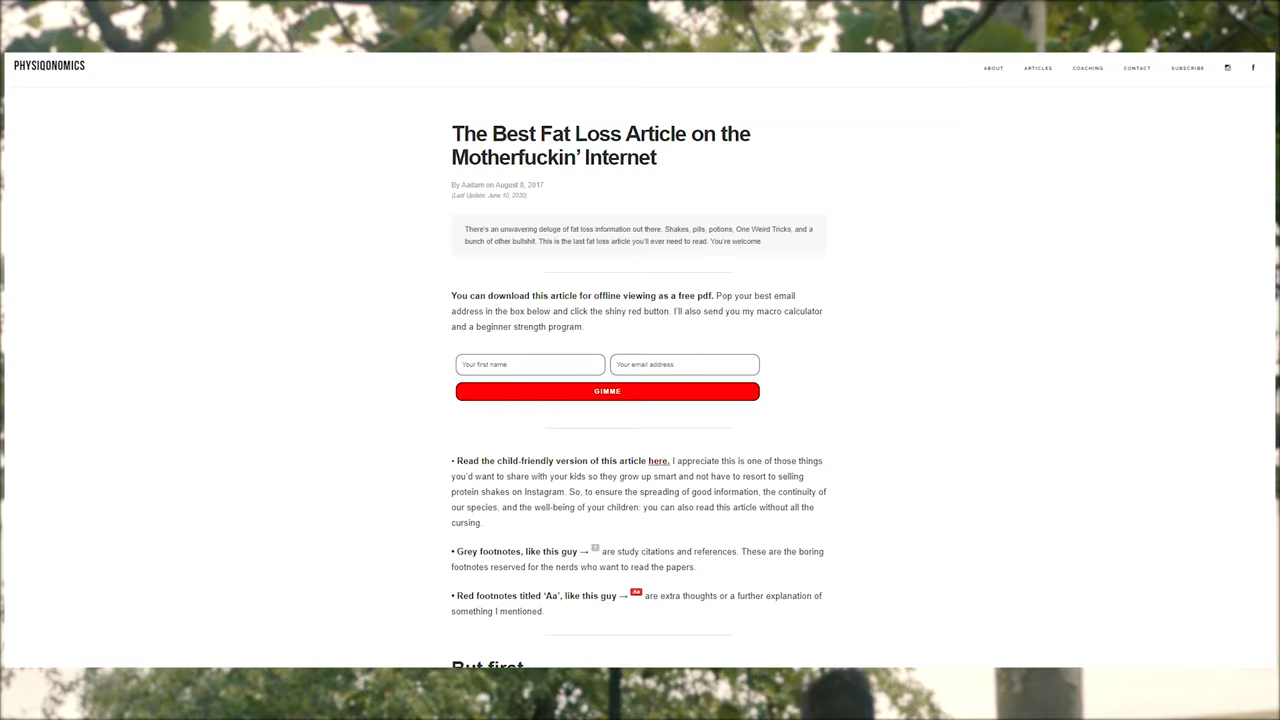 PHYSIQONOMICS
ABOUT ARTICLES COACHING CONTACT SUBSCRIBE
The Best Fat Loss Article on the
Motherfuckin’ Internet
By Aadam on August 8, 2017
(Last Update: June 10, 2020)
There’s an unwavering deluge of fat loss information out there. Shakes, pills, potions, One Weird Tricks, and a
bunch of other bullshit. This is the last fat loss article you’ll ever need to read. You’re welcome.
You can download this article for offline viewing as a free pdf. Pop your best email
address in the box below and click the shiny red button. I’ll also send you my macro calculator
and a beginner strength program.
Your first name Your email address
GIMME
• Read the child-friendly version of this article here. I appreciate this is one of those things
you’d want to share with your kids so they grow up smart and not have to resort to selling
protein shakes on Instagram. So, to ensure the spreading of good information, the continuity of
our species, and the well-being of your children: you can also read this article without all the
cursing.
• Grey footnotes, like this guy → 1 are study citations and references. These are the boring
footnotes reserved for the nerds who want to read the papers.
• Red footnotes titled ‘Aa’, like this guy → Aa are extra thoughts or a further explanation of
something I mentioned.
But first